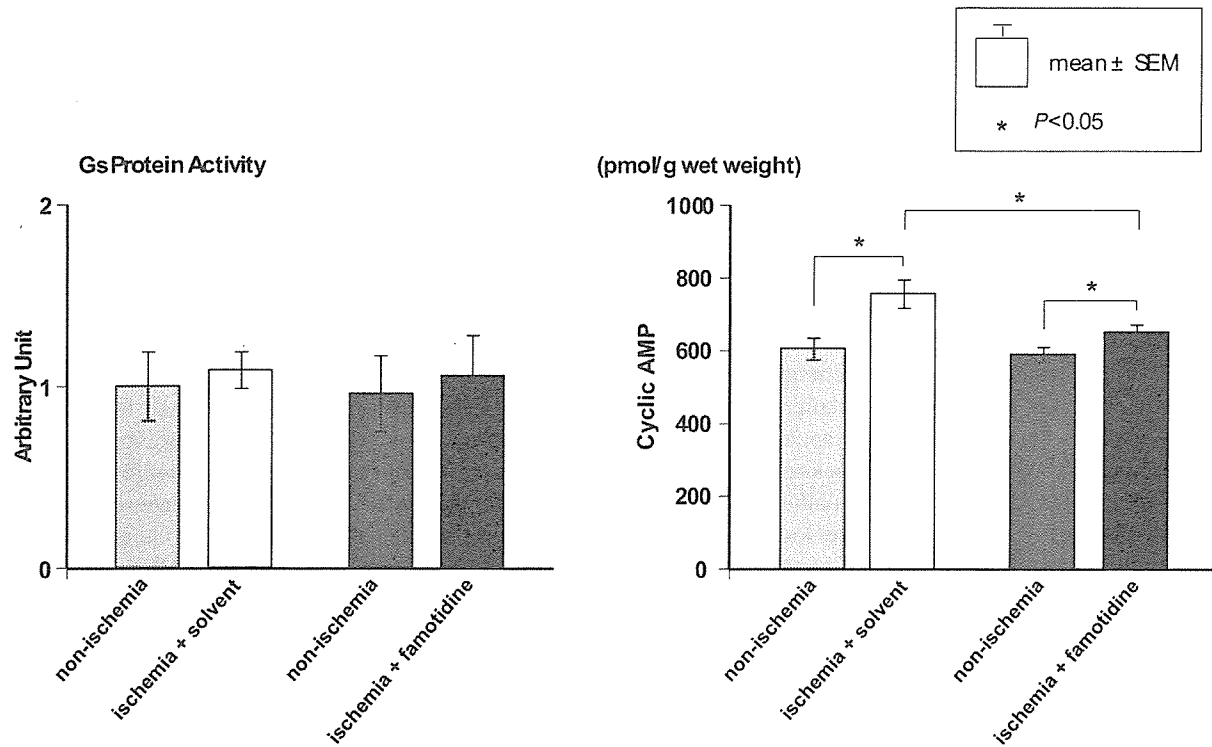 mean ± SEM
* P<0.05
Gs Protein Activity
2
1
0
Arbitrary Unit
non-ischemia
ischemia + solvent
non-ischemia
ischemia + famotidine
(pmol/g wet weight)
1000
800
600
400
200
0
Cyclic AMP
*
*
*
non-ischemia
ischemia + solvent
non-ischemia
ischemia + famotidine